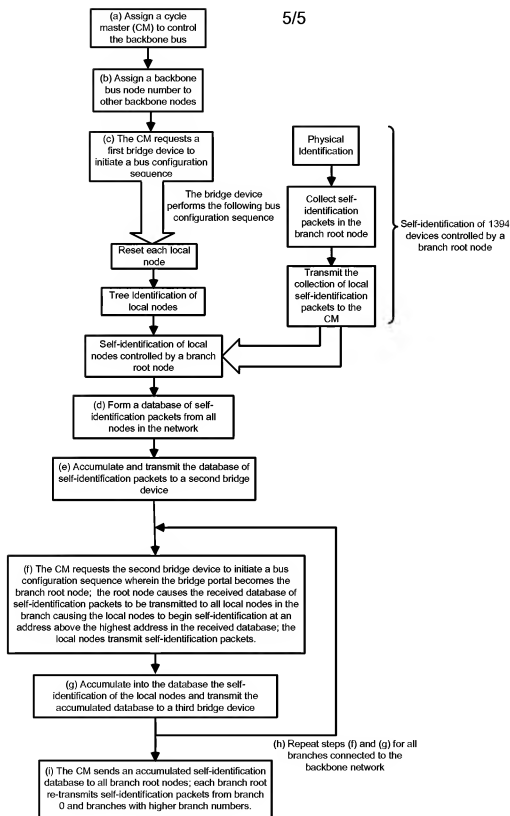 5/5
(a) Assign a cycle
master (CM) to control
the backbone bus
(b) Assign a backbone
bus node number to
other backbone nodes
(c) The CM requests a
first bridge device to
initiate a bus configuration
sequence
The bridge device
performs the following bus
configuration sequence
Reset each local
node
Tree Identification of
local nodes
Self-identification of local
nodes controlled by a branch
root node
Physical
Identification
Collect self-
identification
packets in the
branch root node
Transmit the
collection of local
self-identification
packets to the
CM
Self-identification of 1394
devices controlled by a
branch root node
(d) Form a database of self-
identification packets from all
nodes in the network
(e) Accumulate and transmit the database of
self-identification packets to a second bridge
device
(f) The CM requests the second bridge device to initiate a bus
configuration sequence wherein the bridge portal becomes the
branch root node; the root node causes the received database of
self-identification packets to be transmitted to all local nodes in the
branch causing the local nodes to begin self-identification at an
address above the highest address in the received database; the
local nodes transmit self-identification packets.
(g) Accumulate into the database the self-
identification of the local nodes and transmit the
accumulated database to a third bridge device
(h) Repeat steps (f) and (g) for all
branches connected to the
backbone network
(i) The CM sends an accumulated self-identification
database to all branch root nodes; each branch root
re-transmits self-identification packets from branch
0 and branches with higher branch numbers.